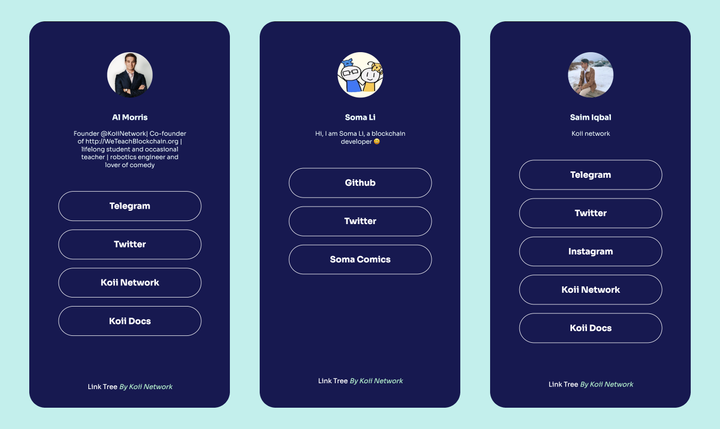 Al Morris
Founder @KoiiNetwork| Co-founder
of http://WeTeachBlockchain.org |
lifelong student and occasional
teacher | robotics engineer and
lover of comedy
Telegram
Twitter
Koii Network
Koii Docs
Link Tree By Koii Network
Soma Li
Hi, I am Soma LI, a blockchain
developer 😄
Github
Twitter
Soma Comics
Link Tree By Koii Network
Saim Iqbal
Koii network
Telegram
Twitter
Instagram
Koii Network
Koii Docs
Link Tree By Koii Network